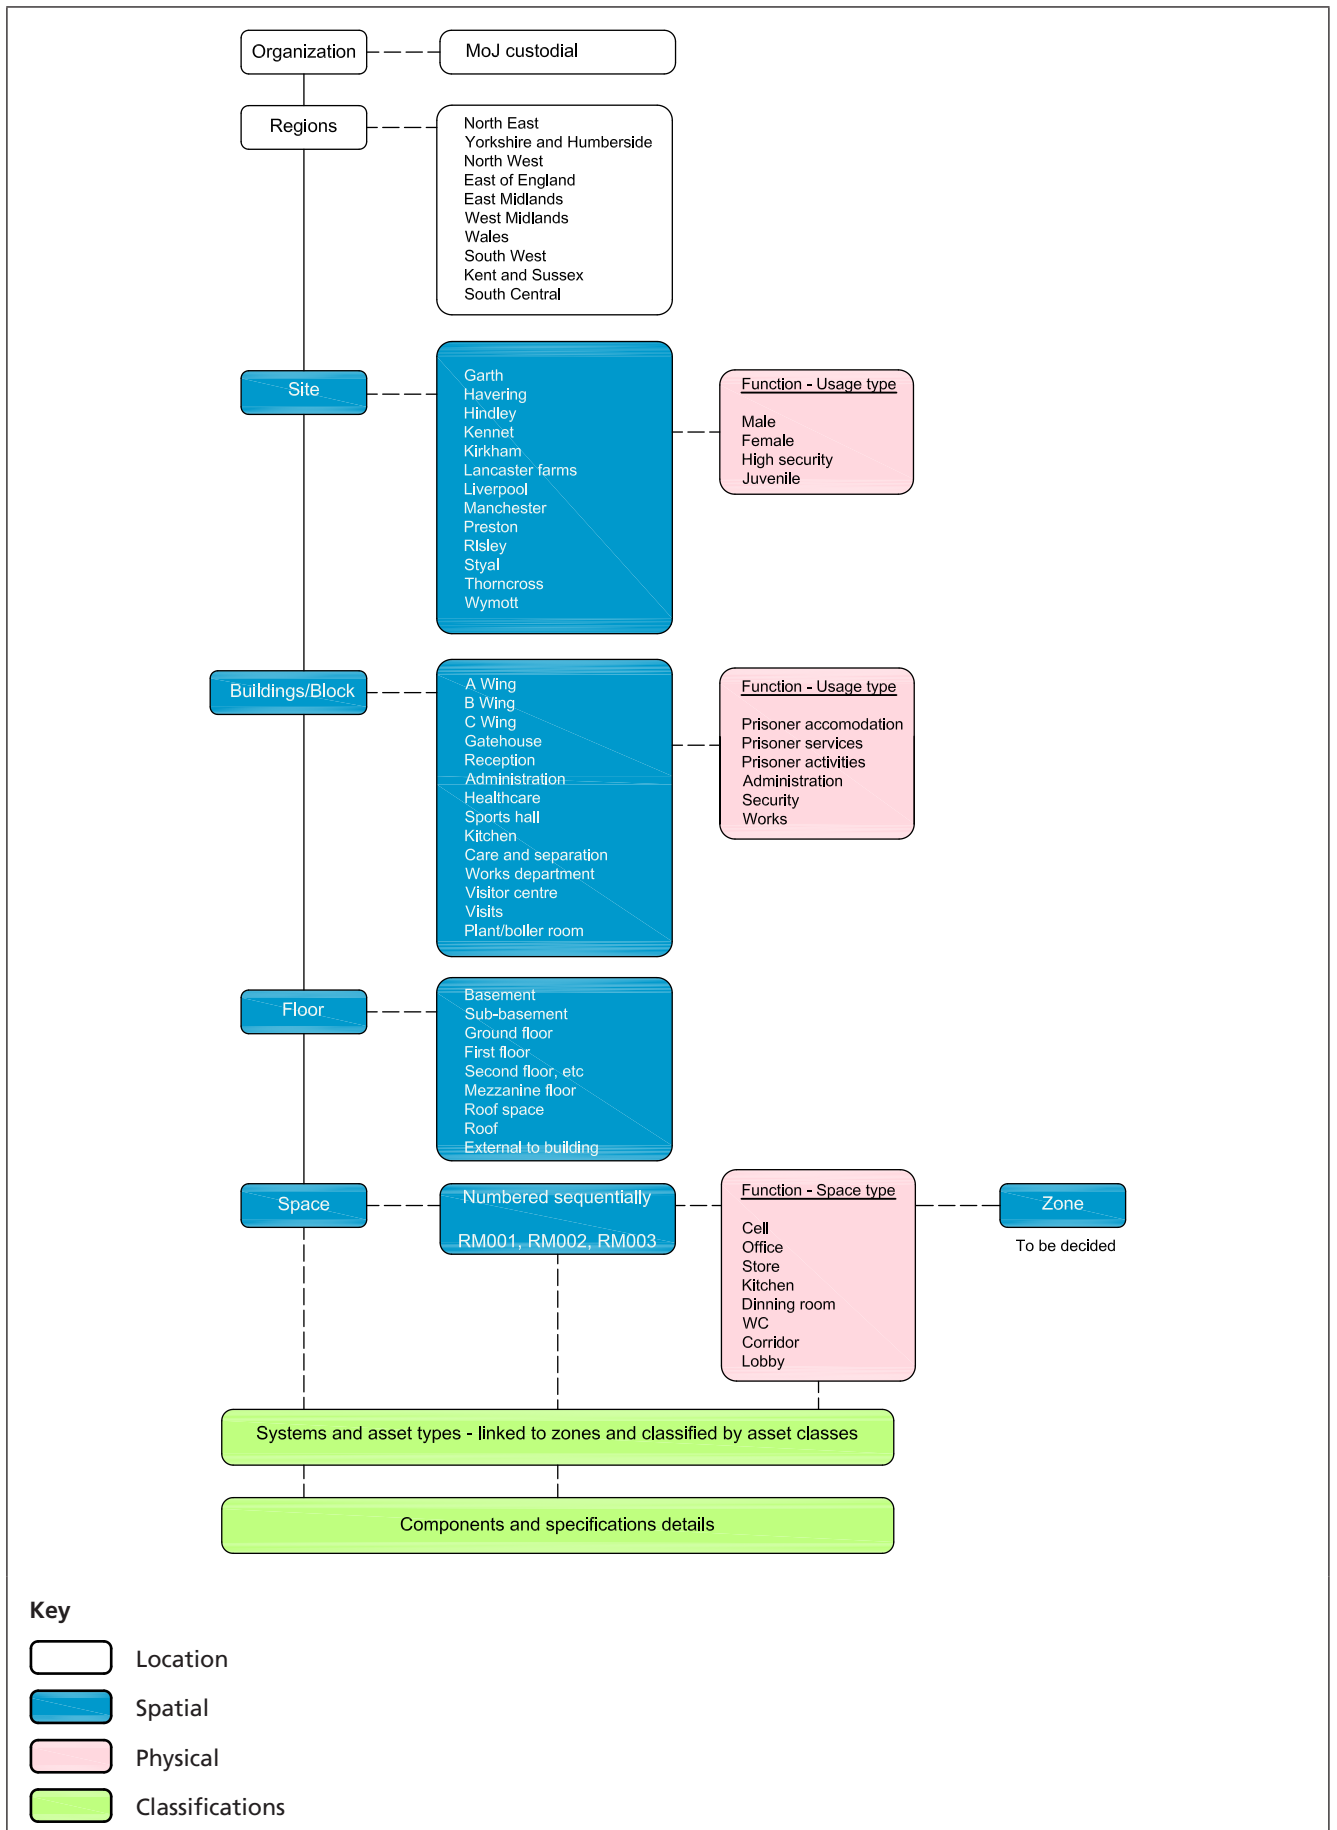 Organization
MoJ custodial
Regions
North East
Yorkshire and Humberside
North West
East of England
East Midlands
West Midlands
Wales
South West
Kent and Sussex
South Central
Site
Garth
Havering
Hindley
Kennet
Kirkham
Lancaster farms
Liverpool
Manchester
Preston
RIsley
Styal
Thorncross
Wymott
Function - Usage type
Male
Female
High security
Juvenile
Buildings/Block
A Wing
B Wing
C Wing
Gatehouse
Reception
Administration
Healthcare
Sports hall
Kitchen
Care and separation
Works department
Visitor centre
Visits
Plant/boller room
Function - Usage type
Prisoner accomodation
Prisoner services
Prisoner activities
Administration
Security
Works
Floor
Basement
Sub-basement
Ground floor
First floor
Second floor, etc
Mezzanine floor
Roof space
Roof
External to building
Space
Numbered sequentially
RM001, RM002, RM003
Function - Space type
Cell
Office
Store
Kitchen
Dinning room
WC
Corridor
Lobby
Zone
To be decided
Systems and asset types - linked to zones and classified by asset classes
Components and specifications details
Key
Location
Spatial
Physical
Classifications